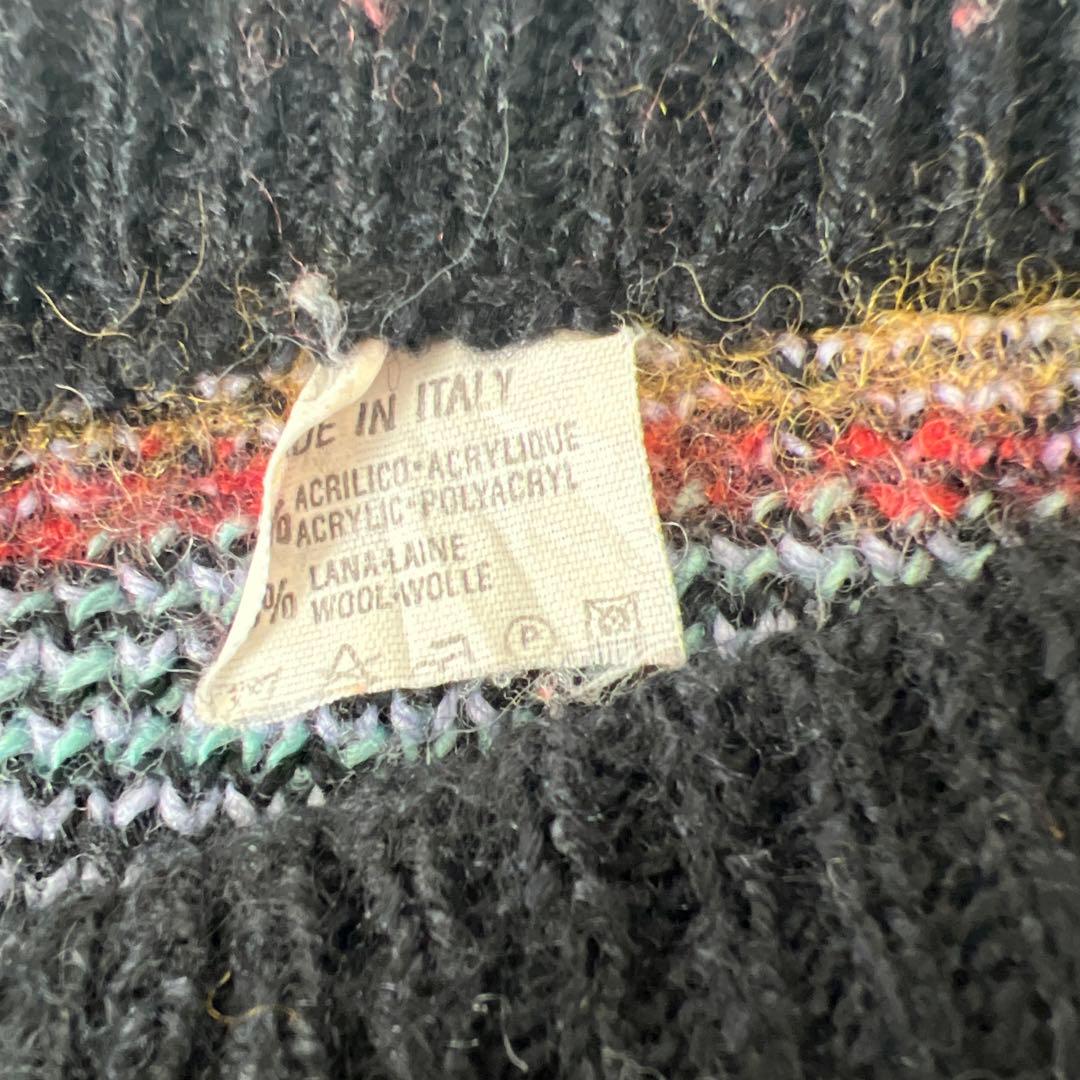 DE IN ITALY
% ACRILICO-ACRYLIQUE
ACRYLIC-POLYACRYL
% LANA-LAINE
WOOL-WOLLE
P